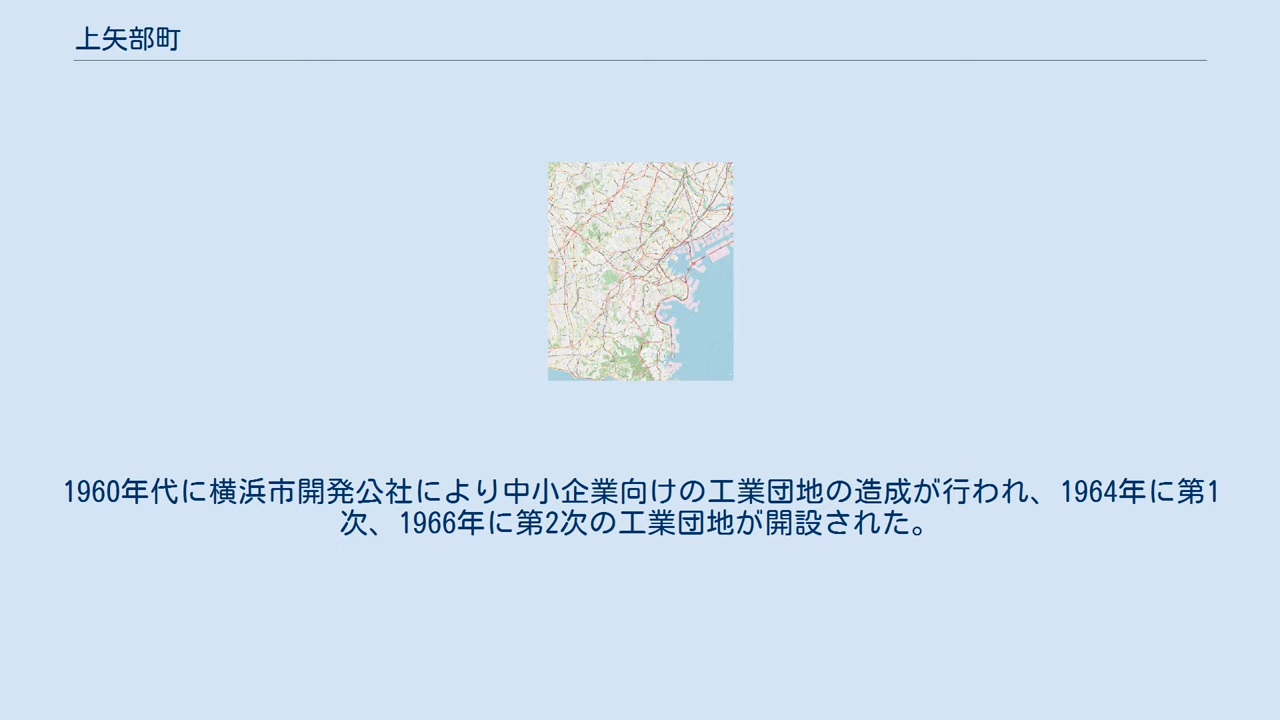 上矢部町
1960年代に横浜市開発公社により中小企業向けの工業団地の造成が行われ、1964年に第1
次、1966年に第2次の工業団地が開設された。